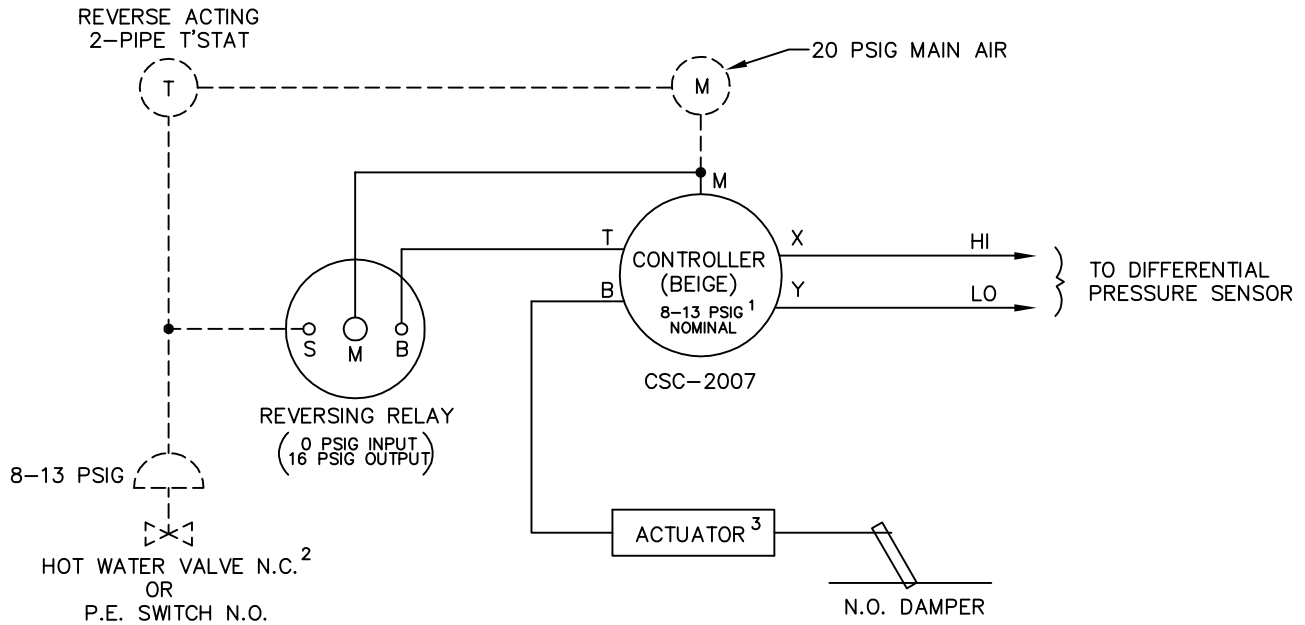 REVERSE ACTING
2-PIPE T'STAT
T
M
20 PSIG MAIN AIR
M
T
B
CONTROLLER
(BEIGE)
8-13 PSIG 1
NOMINAL
X
Y
HI
LO
TO DIFFERENTIAL
PRESSURE SENSOR
CSC-2007
S
M
B
REVERSING RELAY
(0 PSIG INPUT
16 PSIG OUTPUT)
8-13 PSIG
HOT WATER VALVE N.C. 2
OR
P.E. SWITCH N.O.
ACTUATOR 3
N.O. DAMPER